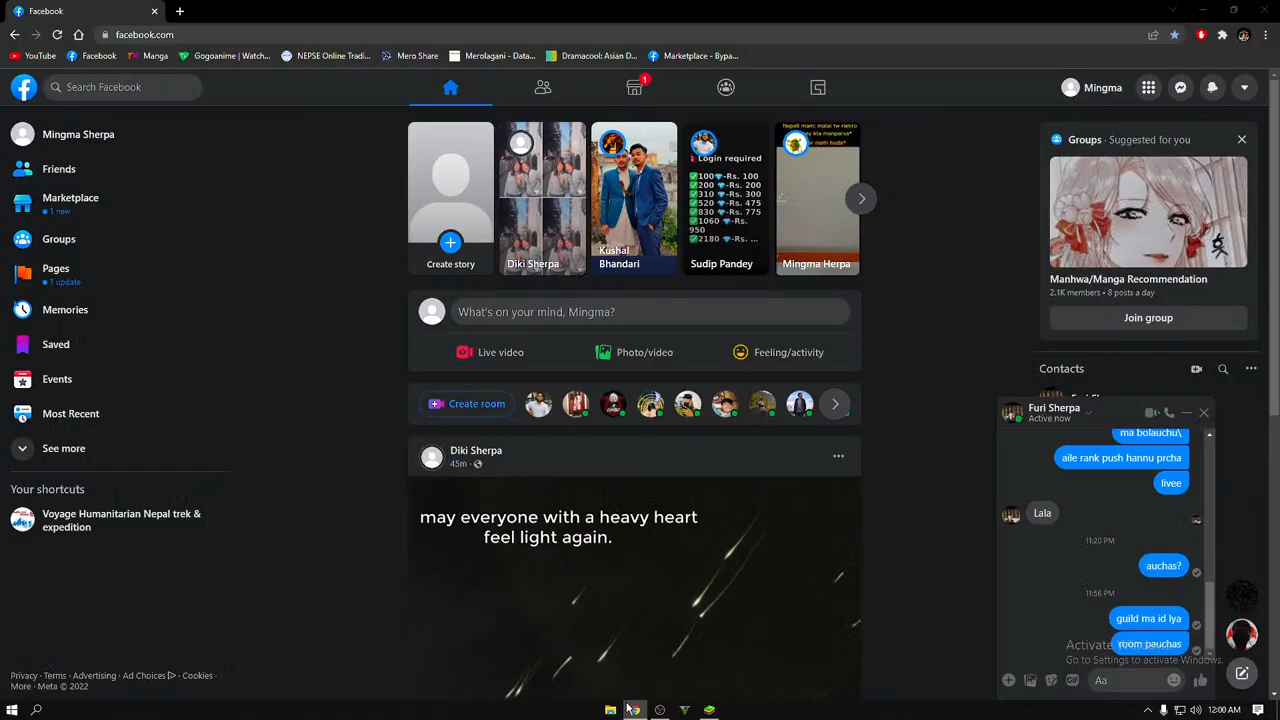 Facebook
facebook.com
YouTube
Facebook
Manga
Gogoanime | Watch...
NEPSE Online Tradi...
Mero Share
Merolagani - Data...
Dramacool: Asian D...
Marketplace - Bypa...
Search Facebook
1
Mingma
Mingma Sherpa
Friends
Marketplace
1 new
Groups
Pages
1 update
Memories
Saved
Events
Most Recent
See more
Your shortcuts
Voyage Humanitarian Nepal trek &
expedition
Privacy · Terms · Advertising · Ad Choices · Cookies ·
More · Meta © 2022
Create story
Diki Sherpa
Kushal
Bhandari
Login required
100💎-Rs. 100
200 💎-Rs. 200
310 💎-Rs. 300
520 💎-Rs. 475
830 💎-Rs. 775
1060 💎-Rs.
950
2180 💎-Rs. ...
Sudip Pandey
Nepali mam: malai tw ramro
Mingma Herpa
What's on your mind, Mingma?
Live video
Photo/video
Feeling/activity
Create room
Diki Sherpa
45m
may everyone with a heavy heart
feel light again.
Groups · Suggested for you
Manhwa/Manga Recommendation
2.1K members • 8 posts a day
Join group
Contacts
Furi Sherpa
Active now
ma bolauchu\
aile rank push hannu prcha
livee
Lala
11:20 PM
auchas?
11:56 PM
guild ma id lya
room pauchas
Go to Settings to activate Windows.
Aa
12:00 AM